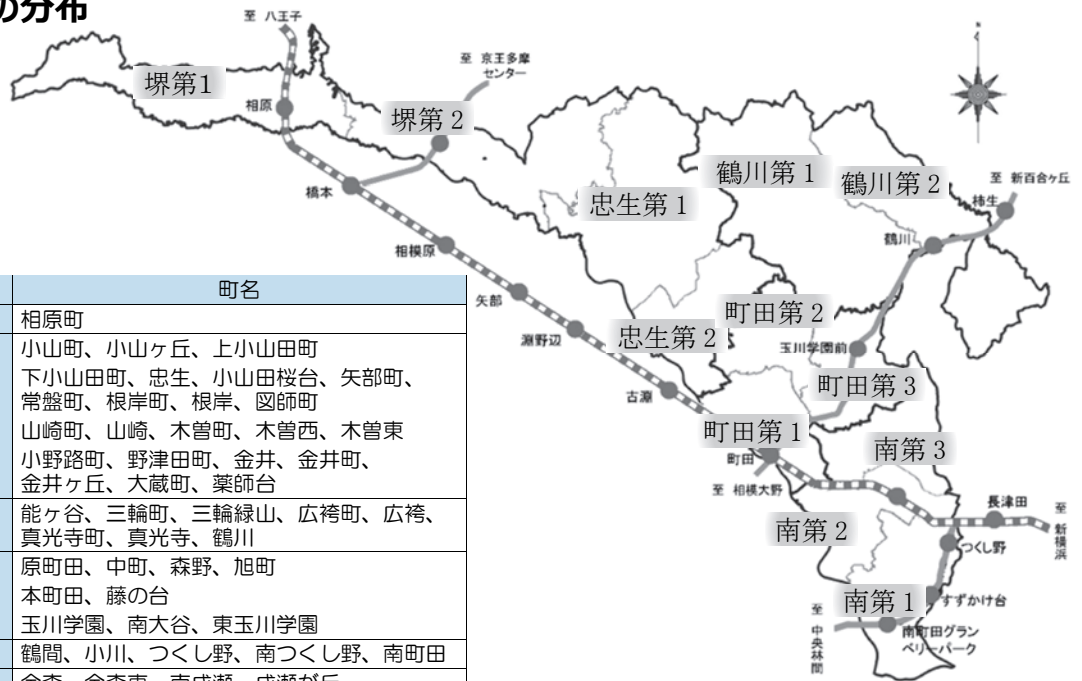 の分布
至 八王子
堺第1
相原
至 京王多摩
センター
堺第2
橋本
相模原
矢部
淵野辺
古淵
忠生第1
忠生第2
鶴川第1
鶴川第2
至 新百合ヶ丘
柿生
鶴川
町田第2
玉川学園前
町田第3
町田第1
町田
至 相模大野
南第3
長津田
至 新横浜
南第2
つくし野
南第1
すずかけ台
至 中央林間
南町田グラン
ベリーパーク
町名
相原町
小山町、小山ヶ丘、上小山田町
下小山田町、忠生、小山田桜台、矢部町、
常盤町、根岸町、根岸、図師町
山崎町、山崎、木曽町、木曽西、木曽東
小野路町、野津田町、金井、金井町、
金井ヶ丘、大蔵町、薬師台
能ヶ谷、三輪町、三輪緑山、広袴町、広袴、
真光寺町、真光寺、鶴川
原町田、中町、森野、旭町
本町田、藤の台
玉川学園、南大谷、東玉川学園
鶴間、小川、つくし野、南つくし野、南町田
金森、金森東、南成瀬、成瀬が丘